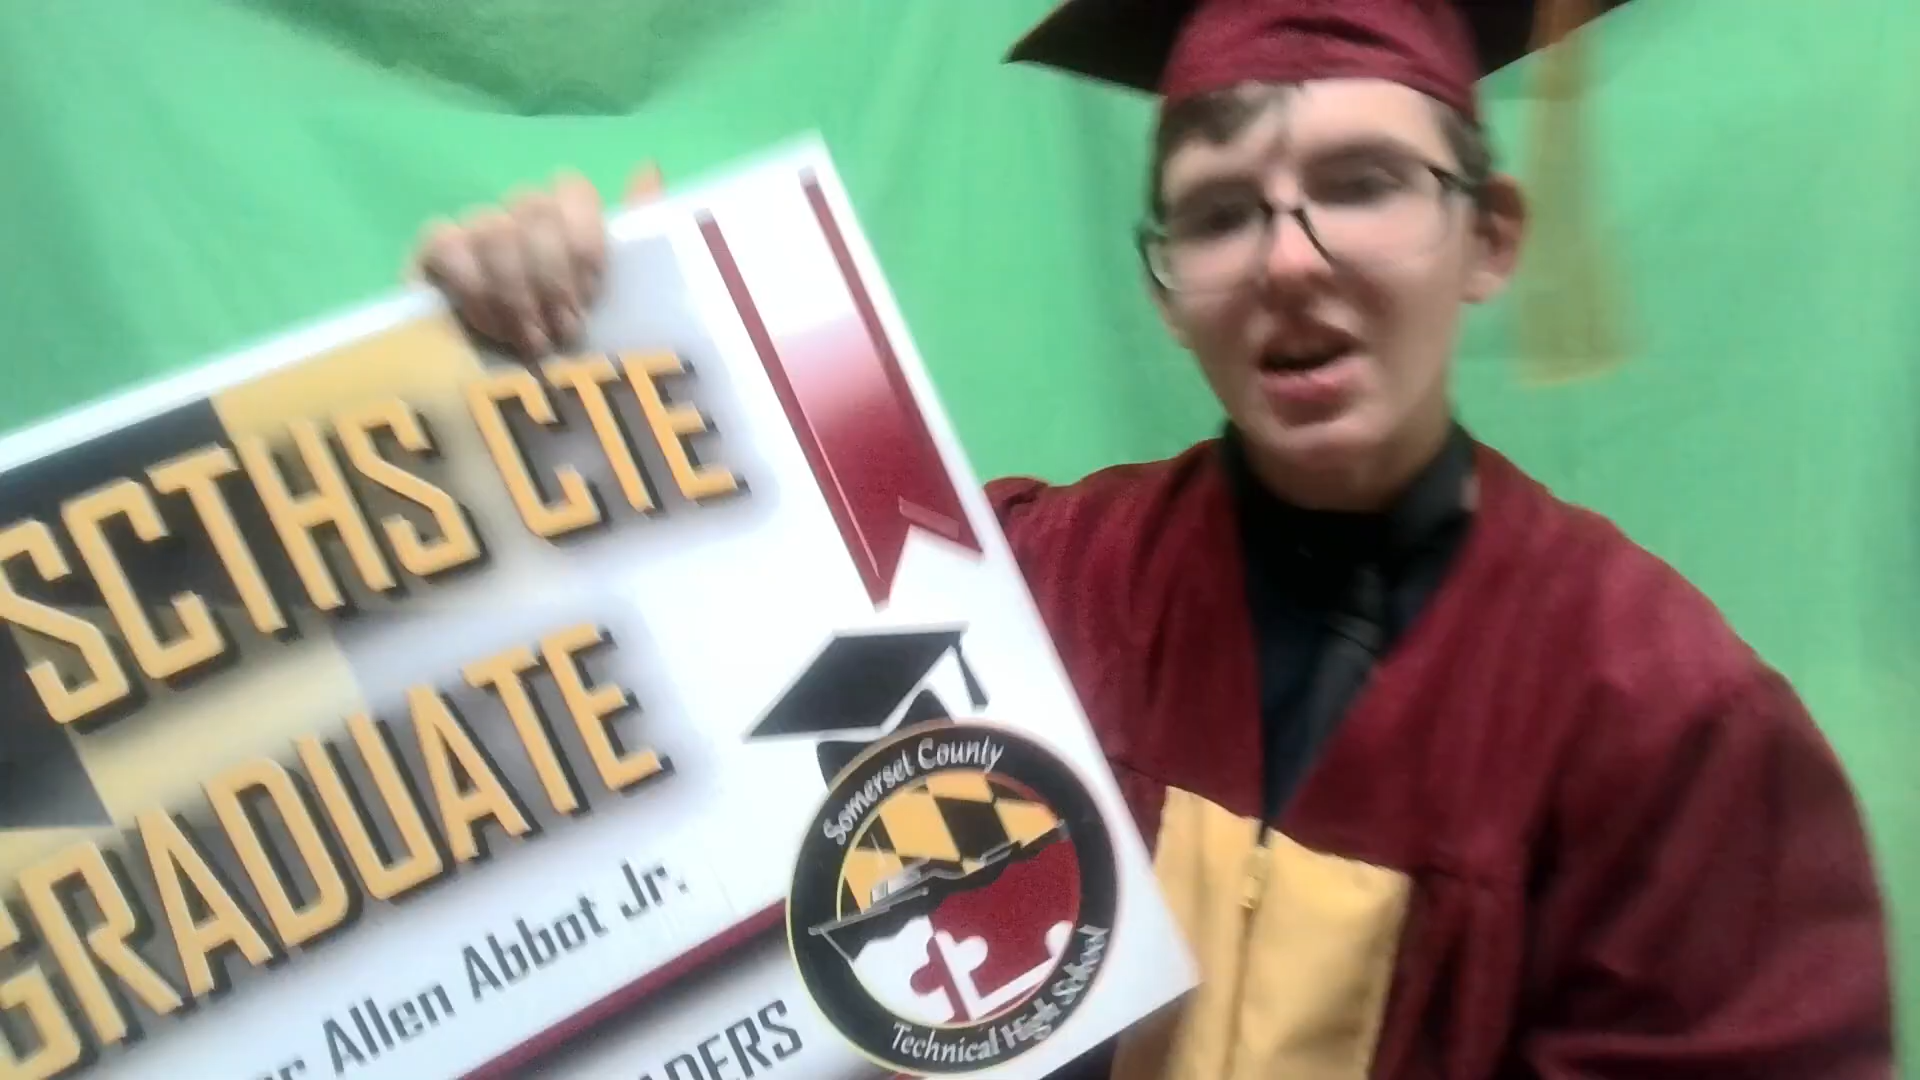 SCTHS CTE
GRADUATE
Allen Abbot Jr.
Somerset County
Technical High School